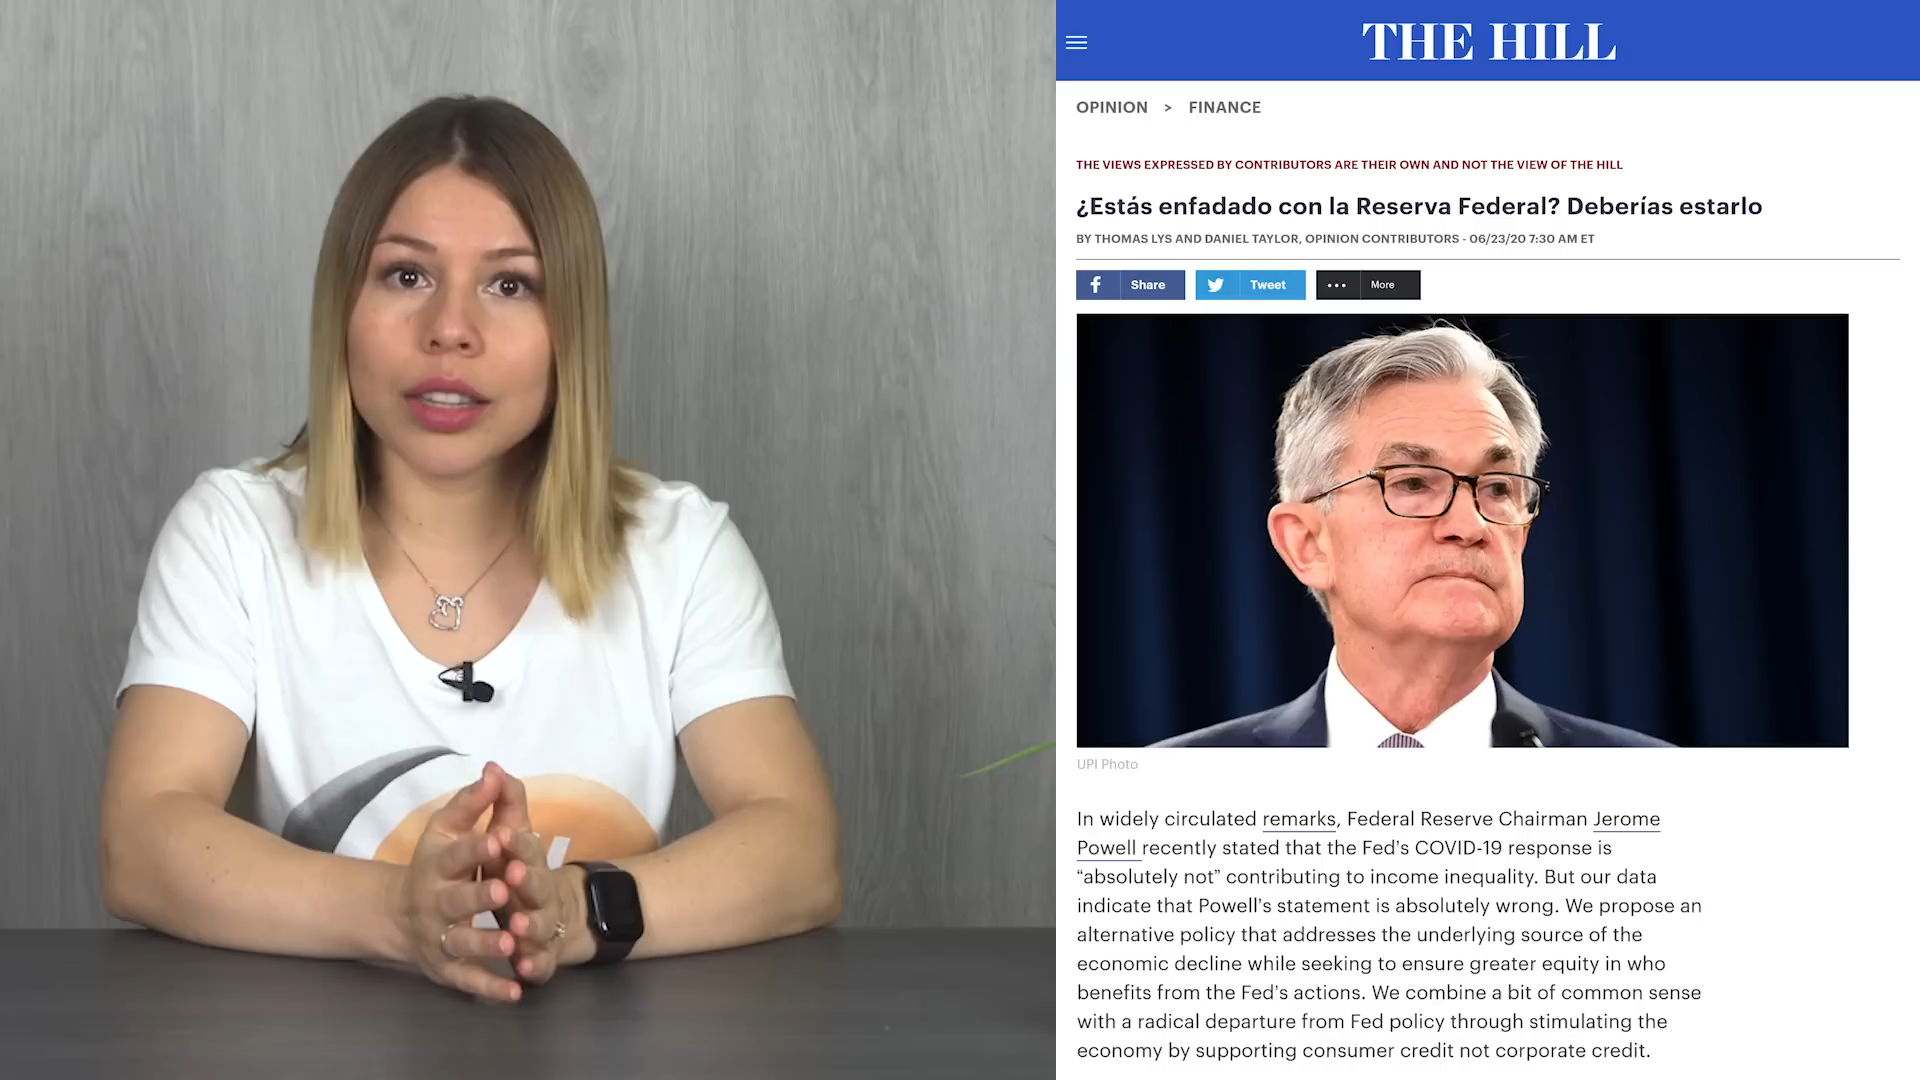 THE HILL
OPINION > FINANCE
THE VIEWS EXPRESSED BY CONTRIBUTORS ARE THEIR OWN AND NOT THE VIEW OF THE HILL
¿Estás enfadado con la Reserva Federal? Deberías estarlo
BY THOMAS LYS AND DANIEL TAYLOR, OPINION CONTRIBUTORS - 06/23/20 7:30 AM ET
Share Tweet More
UPI Photo
In widely circulated remarks, Federal Reserve Chairman Jerome
Powell recently stated that the Fed’s COVID-19 response is
“absolutely not” contributing to income inequality. But our data
indicate that Powell’s statement is absolutely wrong. We propose an
alternative policy that addresses the underlying source of the
economic decline while seeking to ensure greater equity in who
benefits from the Fed’s actions. We combine a bit of common sense
with a radical departure from Fed policy through stimulating the
economy by supporting consumer credit not corporate credit.